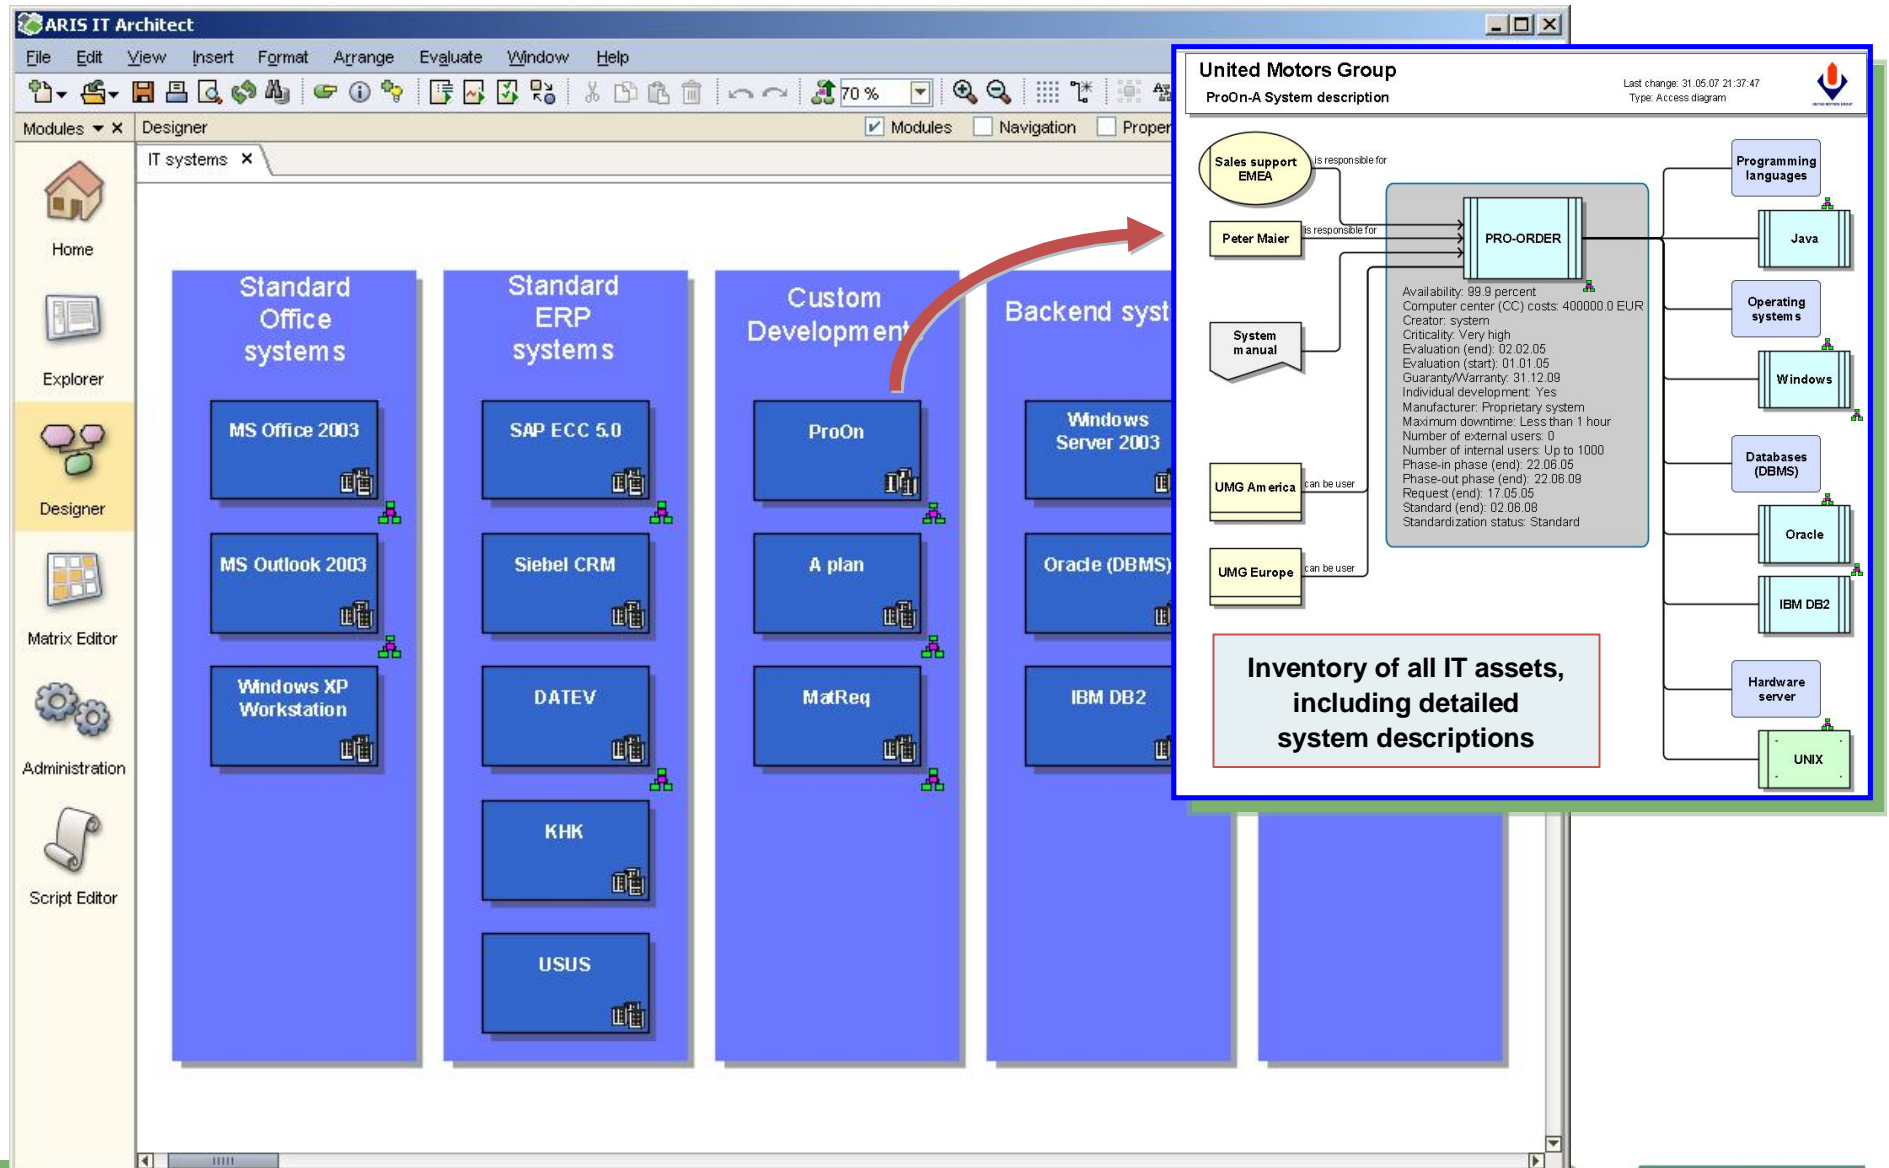 ARIS IT Architect
File Edit View Insert Format Arrange Evaluate Window Help
70 %
Modules
Designer
Modules
Navigation
IT systems
Home
Explorer
Designer
Matrix Editor
Administration
Script Editor
Standard
Office
systems
MS Office 2003
MS Outlook 2003
Windows XP
Workstation
Standard
ERP
systems
SAP ECC 5.0
Siebel CRM
DATEV
KHK
USUS
Custom
Development
ProOn
A plan
MatReq
Backend syst
Windows
Server 2003
Oracle (DBMS)
IBM DB2
United Motors Group
ProOn-A System description
Last change: 31.05.07 21:37:47
Type: Access diagram
Sales support
EMEA
is responsible for
Peter Maier
is responsible for
System
manual
UMG America
can be user
UMG Europe
can be user
PRO-ORDER
Availability: 99.9 percent
Computer center (CC) costs: 400000.0 EUR
Creator: system
Criticality: Very high
Evaluation (end): 02.02.05
Evaluation (start): 01.01.05
Guaranty/Warranty: 31.12.09
Individual development: Yes
Manufacturer: Proprietary system
Maximum downtime: Less than 1 hour
Number of external users: 0
Number of internal users: Up to 1000
Phase-in phase (end): 22.06.05
Phase-out phase (end): 22.06.09
Request (end): 17.05.05
Standard (end): 02.06.08
Standardization status: Standard
Programming
languages
Java
Operating
systems
Windows
Databases
(DBMS)
Oracle
IBM DB2
Hardware
server
UNIX
Inventory of all IT assets,
including detailed
system descriptions